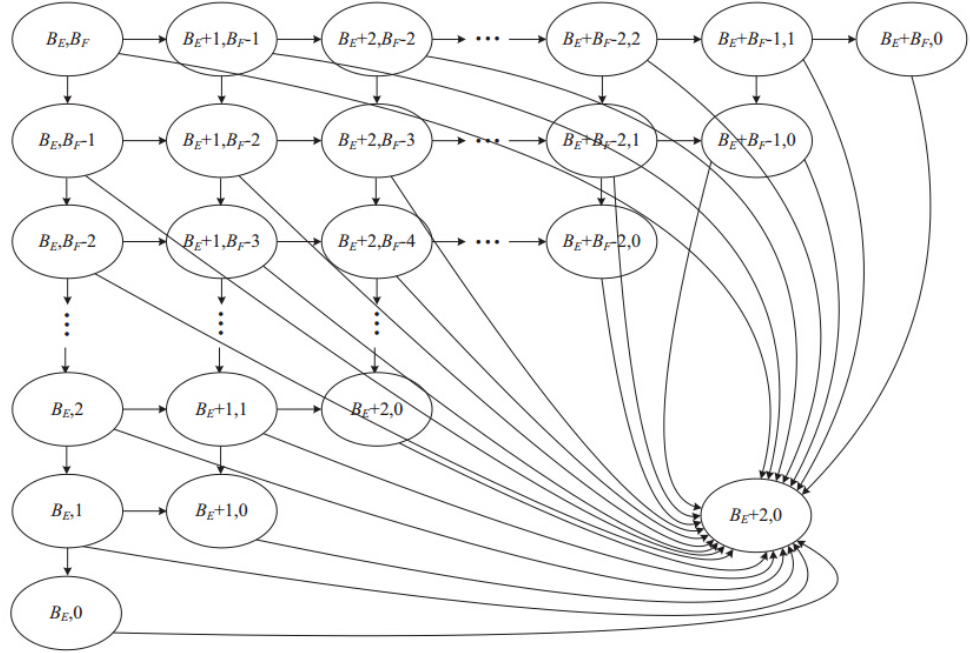 B_E,B_F B_E+1,B_F-1 B_E+2,B_F-2 ... B_E+B_F-2,2 B_E+B_F-1,1 B_E+B_F,0
B_E,B_F-1 B_E+1,B_F-2 B_E+2,B_F-3 ... B_E+B_F-2,1 B_E+B_F-1,0
B_E,B_F-2 B_E+1,B_F-3 B_E+2,B_F-4 ... B_E+B_F-2,0
B_E,2 B_E+1,1 B_E+2,0
B_E,1 B_E+1,0 B_E+2,0
B_E,0